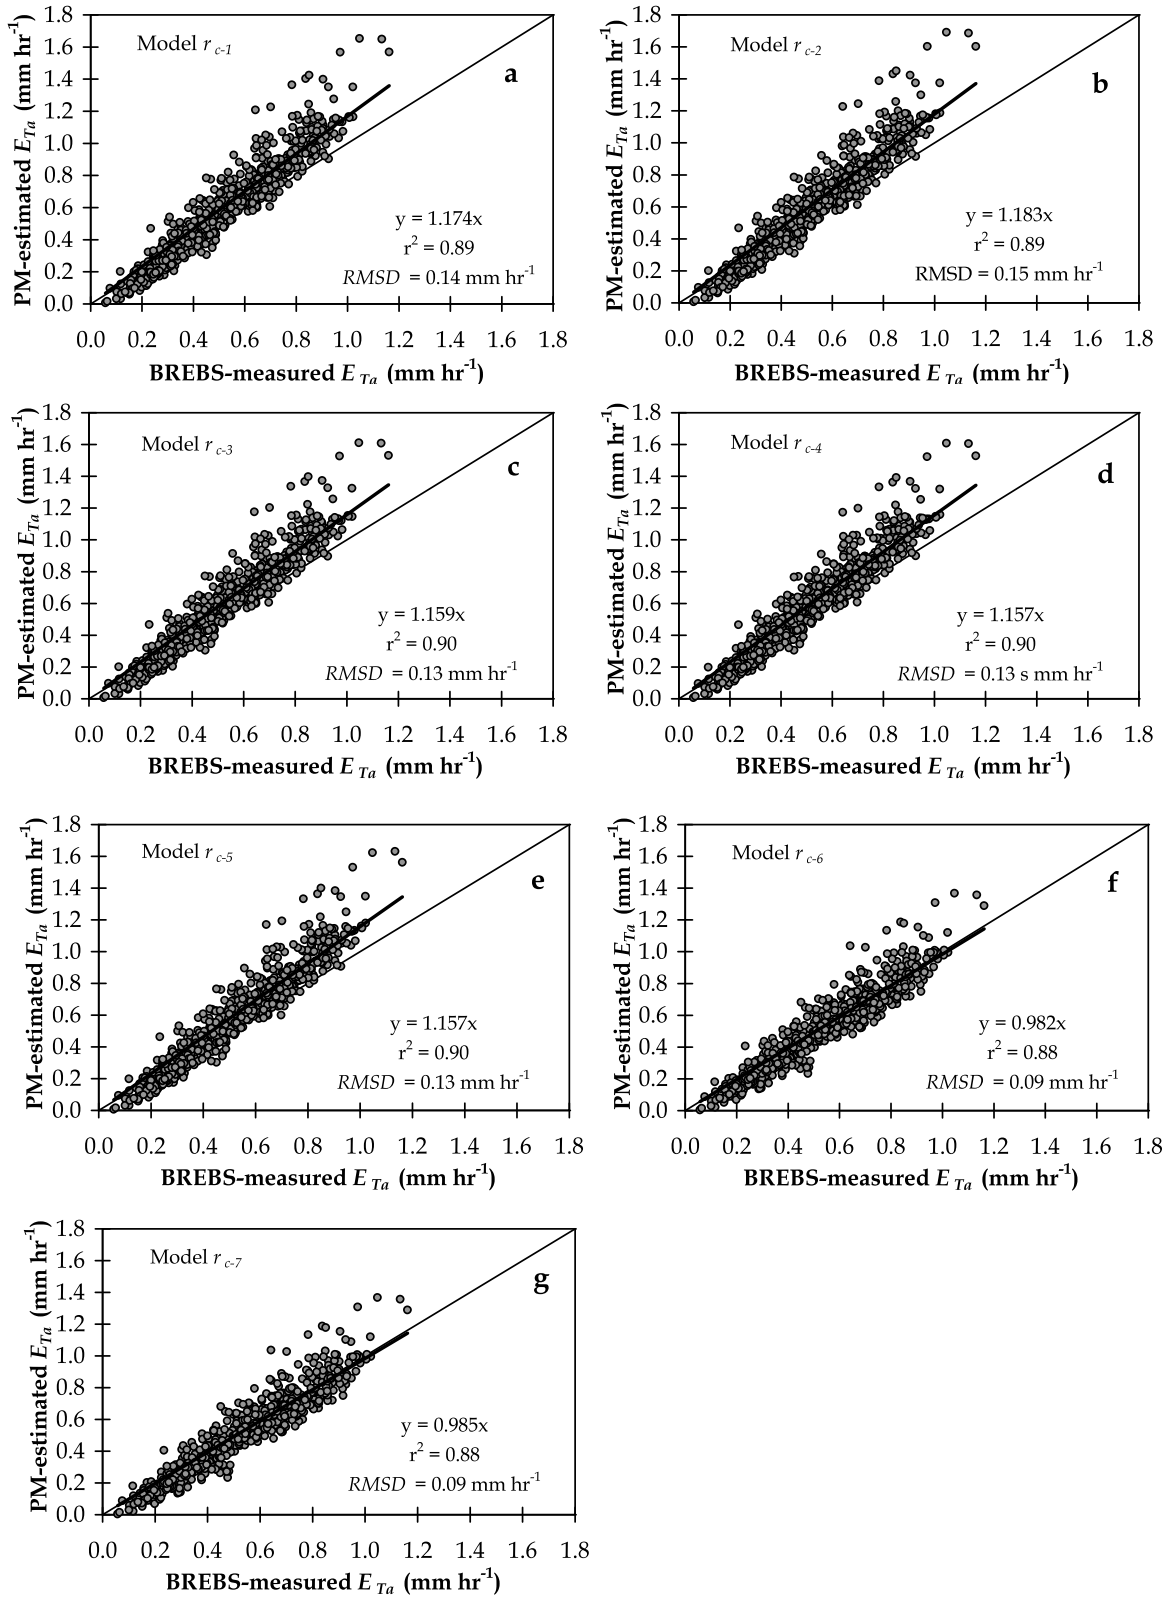 Model r c-1
a
PM-estimated E Ta (mm hr-1)
1.8
1.6
1.4
1.2
1.0
0.8
0.6
0.4
0.2
0.0
y = 1.174x
r2 = 0.89
RMSD = 0.14 mm hr-1
0.0 0.2 0.4 0.6 0.8 1.0 1.2 1.4 1.6 1.8
BREBS-measured E Ta (mm hr-1)
Model r c-2
b
PM-estimated E Ta (mm hr-1)
1.8
1.6
1.4
1.2
1.0
0.8
0.6
0.4
0.2
0.0
y = 1.183x
r2 = 0.89
RMSD = 0.15 mm hr-1
0.0 0.2 0.4 0.6 0.8 1.0 1.2 1.4 1.6 1.8
BREBS-measured E Ta (mm hr-1)
Model r c-3
c
PM-estimated E Ta (mm hr-1)
1.8
1.6
1.4
1.2
1.0
0.8
0.6
0.4
0.2
0.0
y = 1.159x
r2 = 0.90
RMSD = 0.13 mm hr-1
0.0 0.2 0.4 0.6 0.8 1.0 1.2 1.4 1.6 1.8
BREBS-measured E Ta (mm hr-1)
Model r c-4
d
PM-estimated E Ta (mm hr-1)
1.8
1.6
1.4
1.2
1.0
0.8
0.6
0.4
0.2
0.0
y = 1.157x
r2 = 0.90
RMSD = 0.13 s mm hr-1
0.0 0.2 0.4 0.6 0.8 1.0 1.2 1.4 1.6 1.8
BREBS-measured E Ta (mm hr-1)
Model r c-5
e
PM-estimated E Ta (mm hr-1)
1.8
1.6
1.4
1.2
1.0
0.8
0.6
0.4
0.2
0.0
y = 1.157x
r2 = 0.90
RMSD = 0.13 mm hr-1
0.0 0.2 0.4 0.6 0.8 1.0 1.2 1.4 1.6 1.8
BREBS-measured E Ta (mm hr-1)
Model r c-6
f
PM-estimated E Ta (mm hr-1)
1.8
1.6
1.4
1.2
1.0
0.8
0.6
0.4
0.2
0.0
y = 0.982x
r2 = 0.88
RMSD = 0.09 mm hr-1
0.0 0.2 0.4 0.6 0.8 1.0 1.2 1.4 1.6 1.8
BREBS-measured E Ta (mm hr-1)
Model r c-7
g
PM-estimated E Ta (mm hr-1)
1.8
1.6
1.4
1.2
1.0
0.8
0.6
0.4
0.2
0.0
y = 0.985x
r2 = 0.88
RMSD = 0.09 mm hr-1
0.0 0.2 0.4 0.6 0.8 1.0 1.2 1.4 1.6 1.8
BREBS-measured E Ta (mm hr-1)